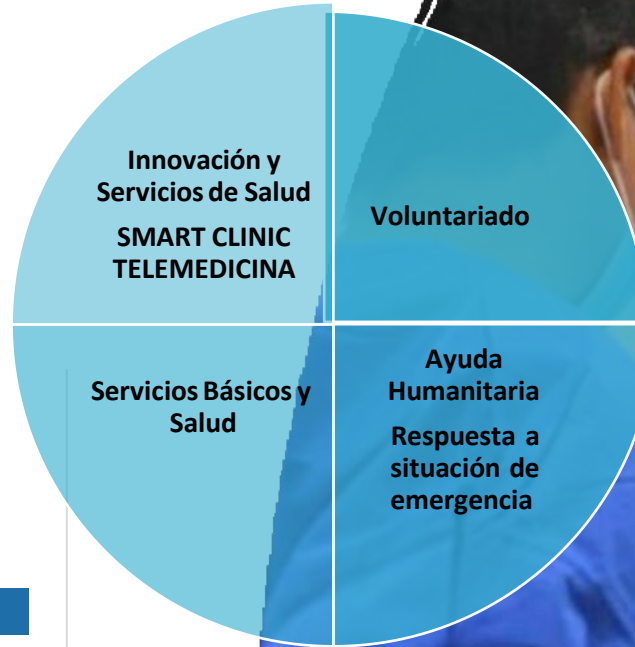 Innovación y
Servicios de Salud
SMART CLINIC
TELEMEDICINA
Voluntariado
Servicios Básicos y
Salud
Ayuda
Humanitaria
Respuesta a
situación de
emergencia